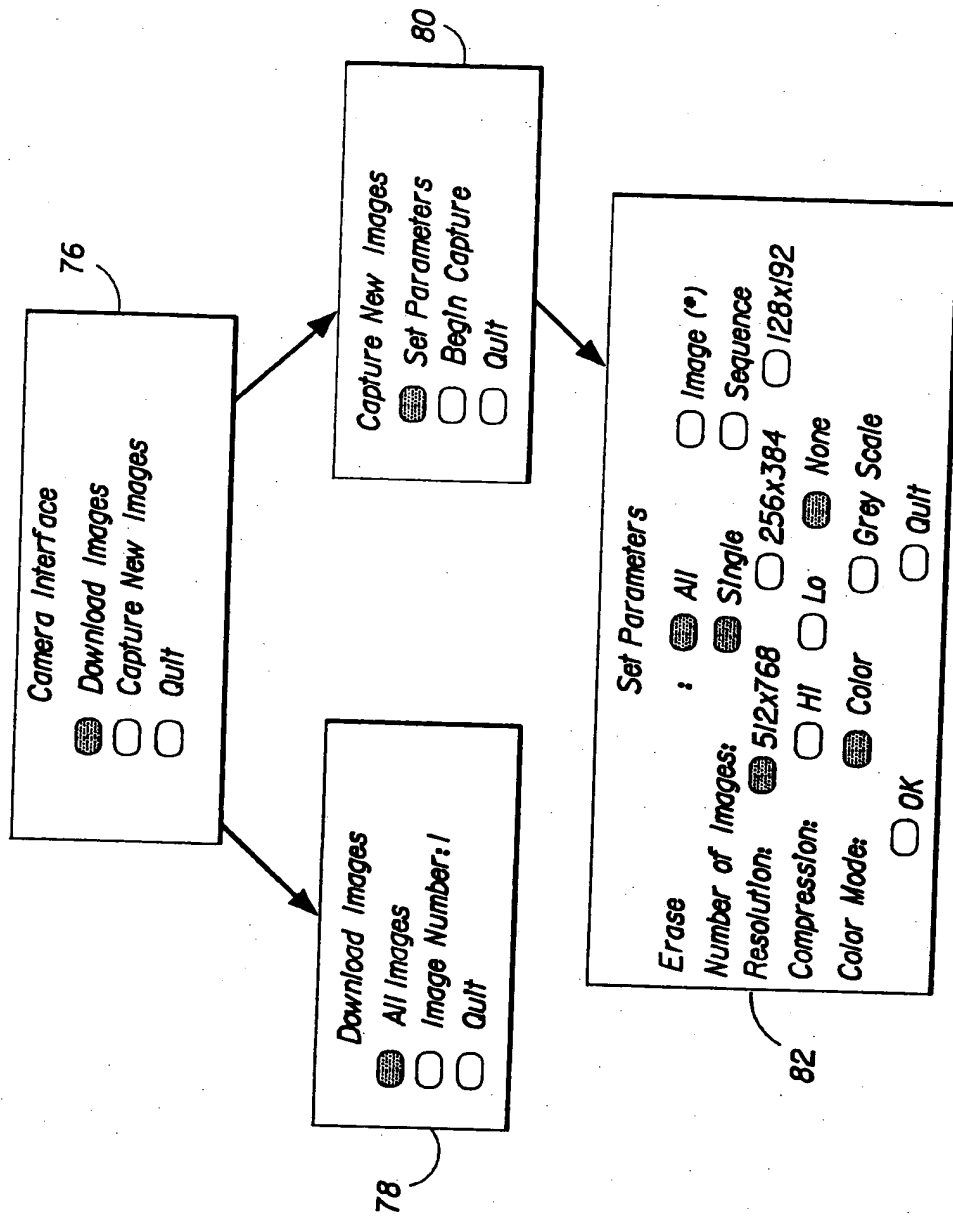 76
Camera Interface
Download Images
Capture New Images
Quit
78
Download Images
All Images
Image Number:1
Quit
80
Capture New Images
Set Parameters
Begin Capture
Quit
82
Set Parameters
Erase : All Image (*)
Number of Images: Single Sequence
Resolution: 512x768 256x384 128x192
Compression: Hi Lo None
Color Mode: Color Grey Scale
OK Quit